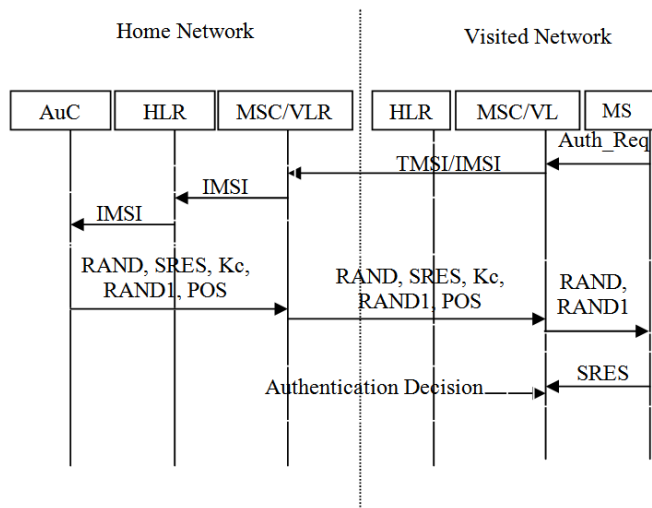 Home Network
Visited Network
AuC
HLR
MSC/VLR
HLR
MSC/VL
MS
Auth_Req
TMSI/IMSI
IMSI
IMSI
RAND, SRES, Kc,
RAND1, POS
RAND, SRES, Kc,
RAND1, POS
RAND,
RAND1
SRES
Authentication Decision